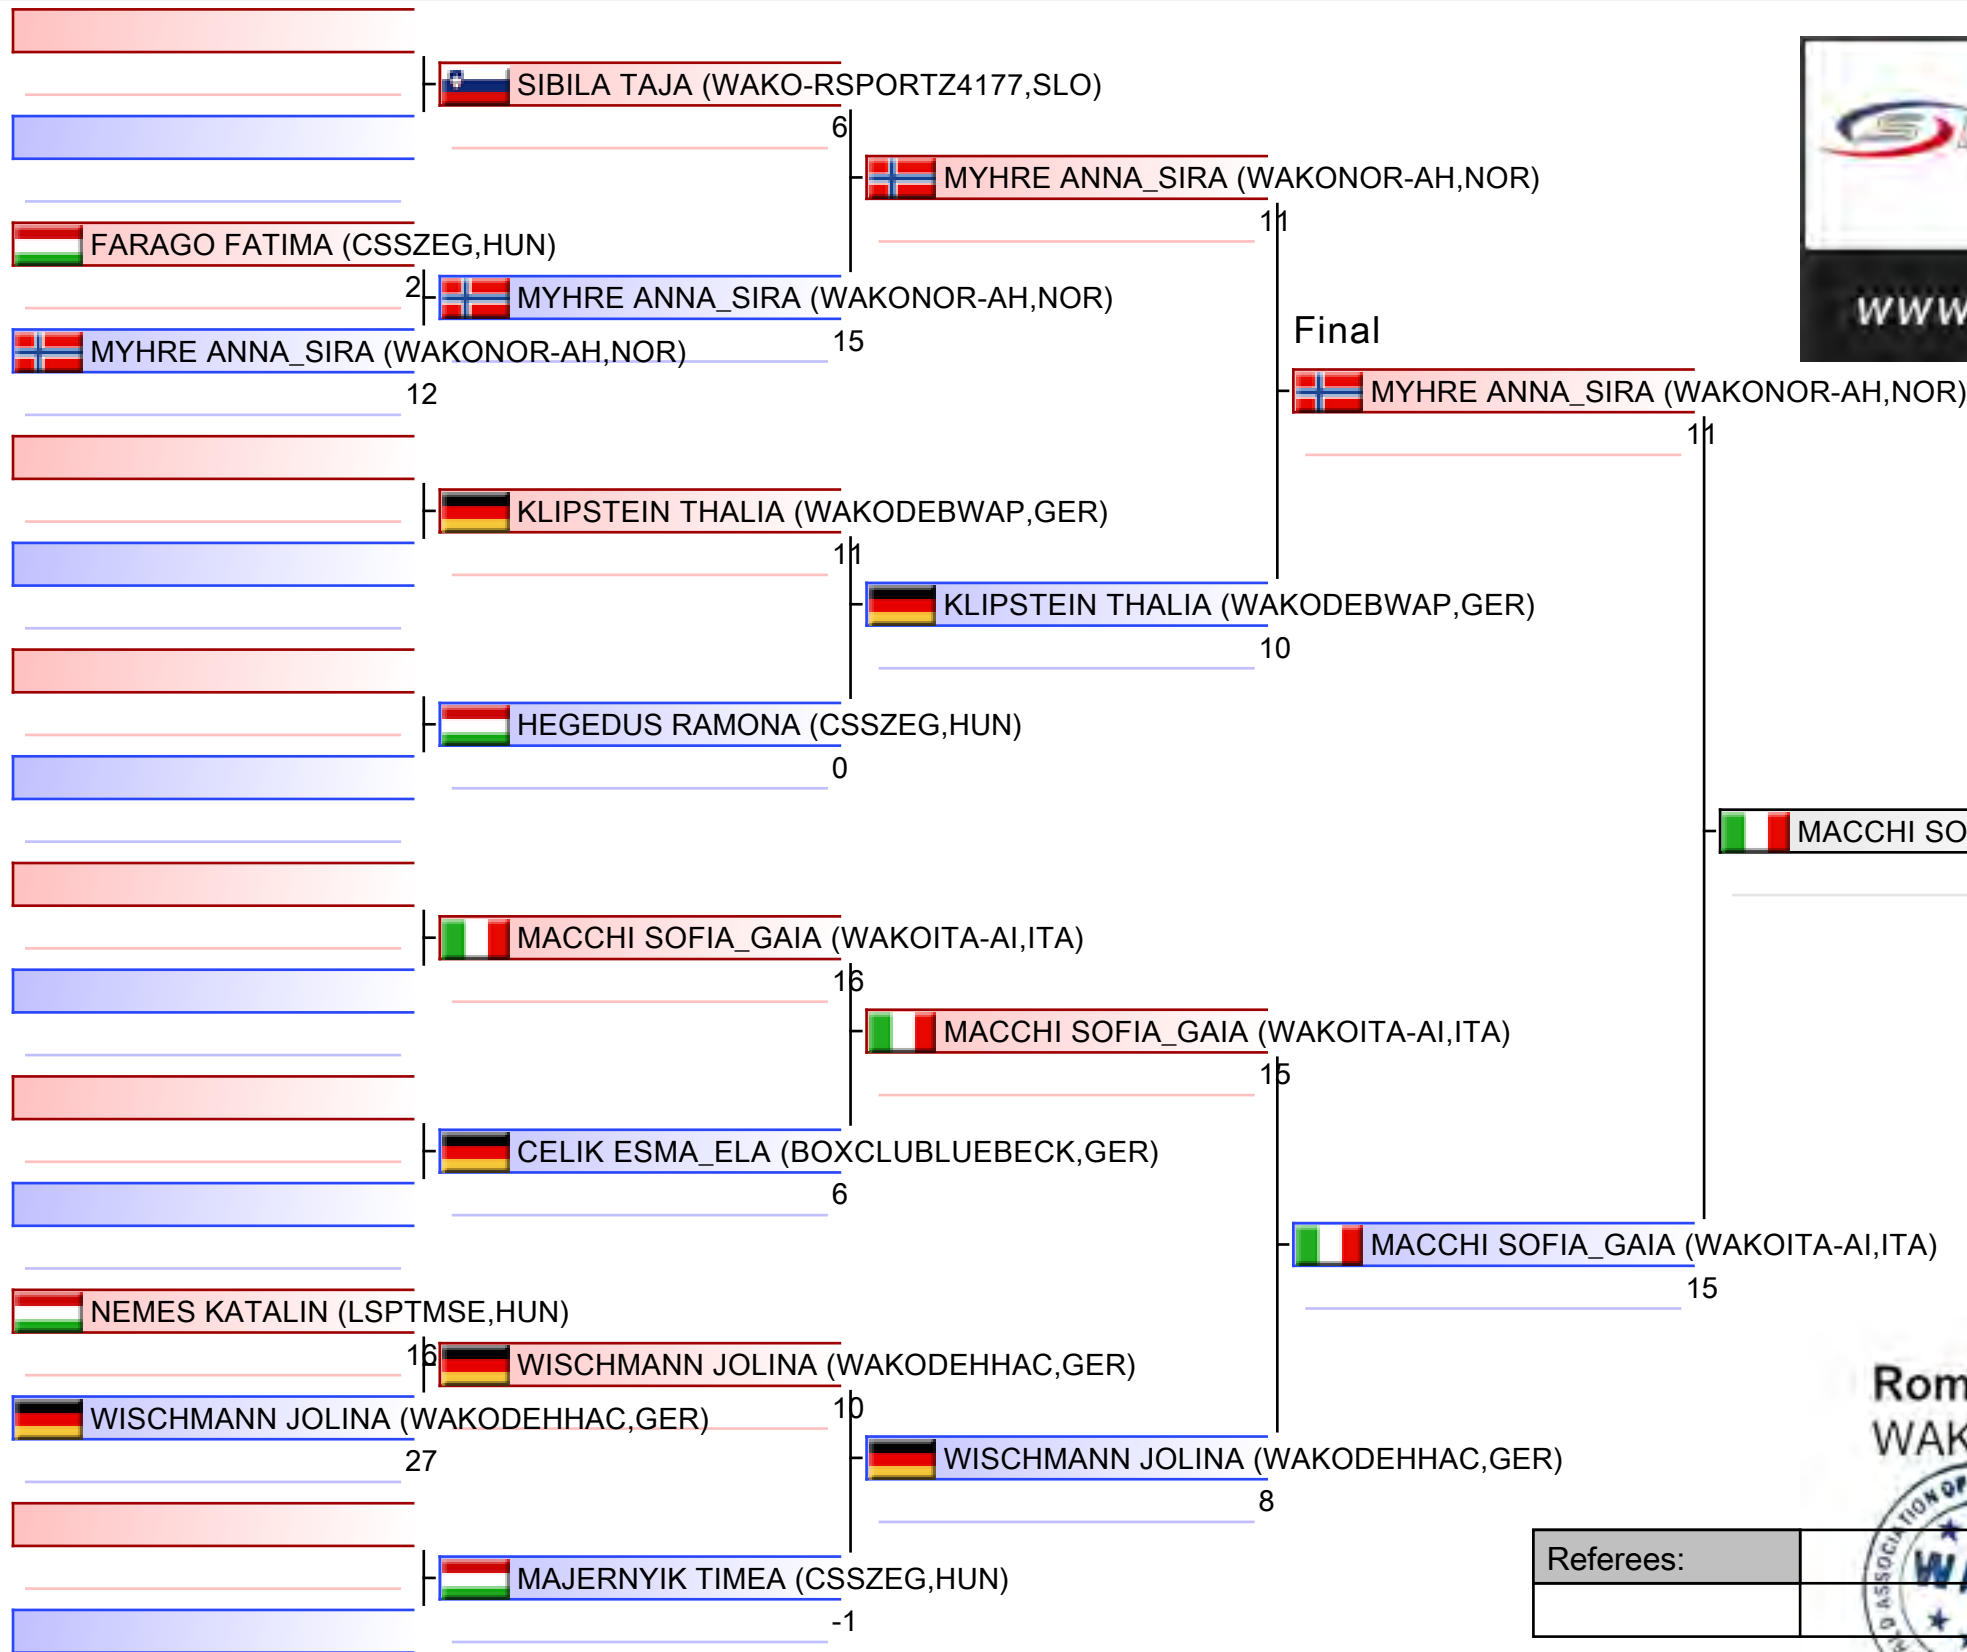 SIBILA TAJA (WAKO-RSPORTZ4177,SLO)
6
MYHRE ANNA_SIRA (WAKONOR-AH,NOR)
11
FARAGO FATIMA (CSSZEG,HUN)
2
MYHRE ANNA_SIRA (WAKONOR-AH,NOR)
15
www
Final
MYHRE ANNA_SIRA (WAKONOR-AH,NOR)
12
MYHRE ANNA_SIRA (WAKONOR-AH,NOR)
11
KLIPSTEIN THALIA (WAKODEBWAP,GER)
11
KLIPSTEIN THALIA (WAKODEBWAP,GER)
10
HEGEDUS RAMONA (CSSZEG,HUN)
0
MACCHI SO
MACCHI SOFIA_GAIA (WAKOITA-AI,ITA)
16
MACCHI SOFIA_GAIA (WAKOITA-AI,ITA)
15
CELIK ESMA_ELA (BOXCLUBLUEBECK,GER)
6
MACCHI SOFIA_GAIA (WAKOITA-AI,ITA)
15
NEMES KATALIN (LSPTMSE,HUN)
16
WISCHMANN JOLINA (WAKODEHHAC,GER)
10
WISCHMANN JOLINA (WAKODEHHAC,GER)
27
WISCHMANN JOLINA (WAKODEHHAC,GER)
8
Rom
WAK
Referees:
MAJERNYIK TIMEA (CSSZEG,HUN)
-1